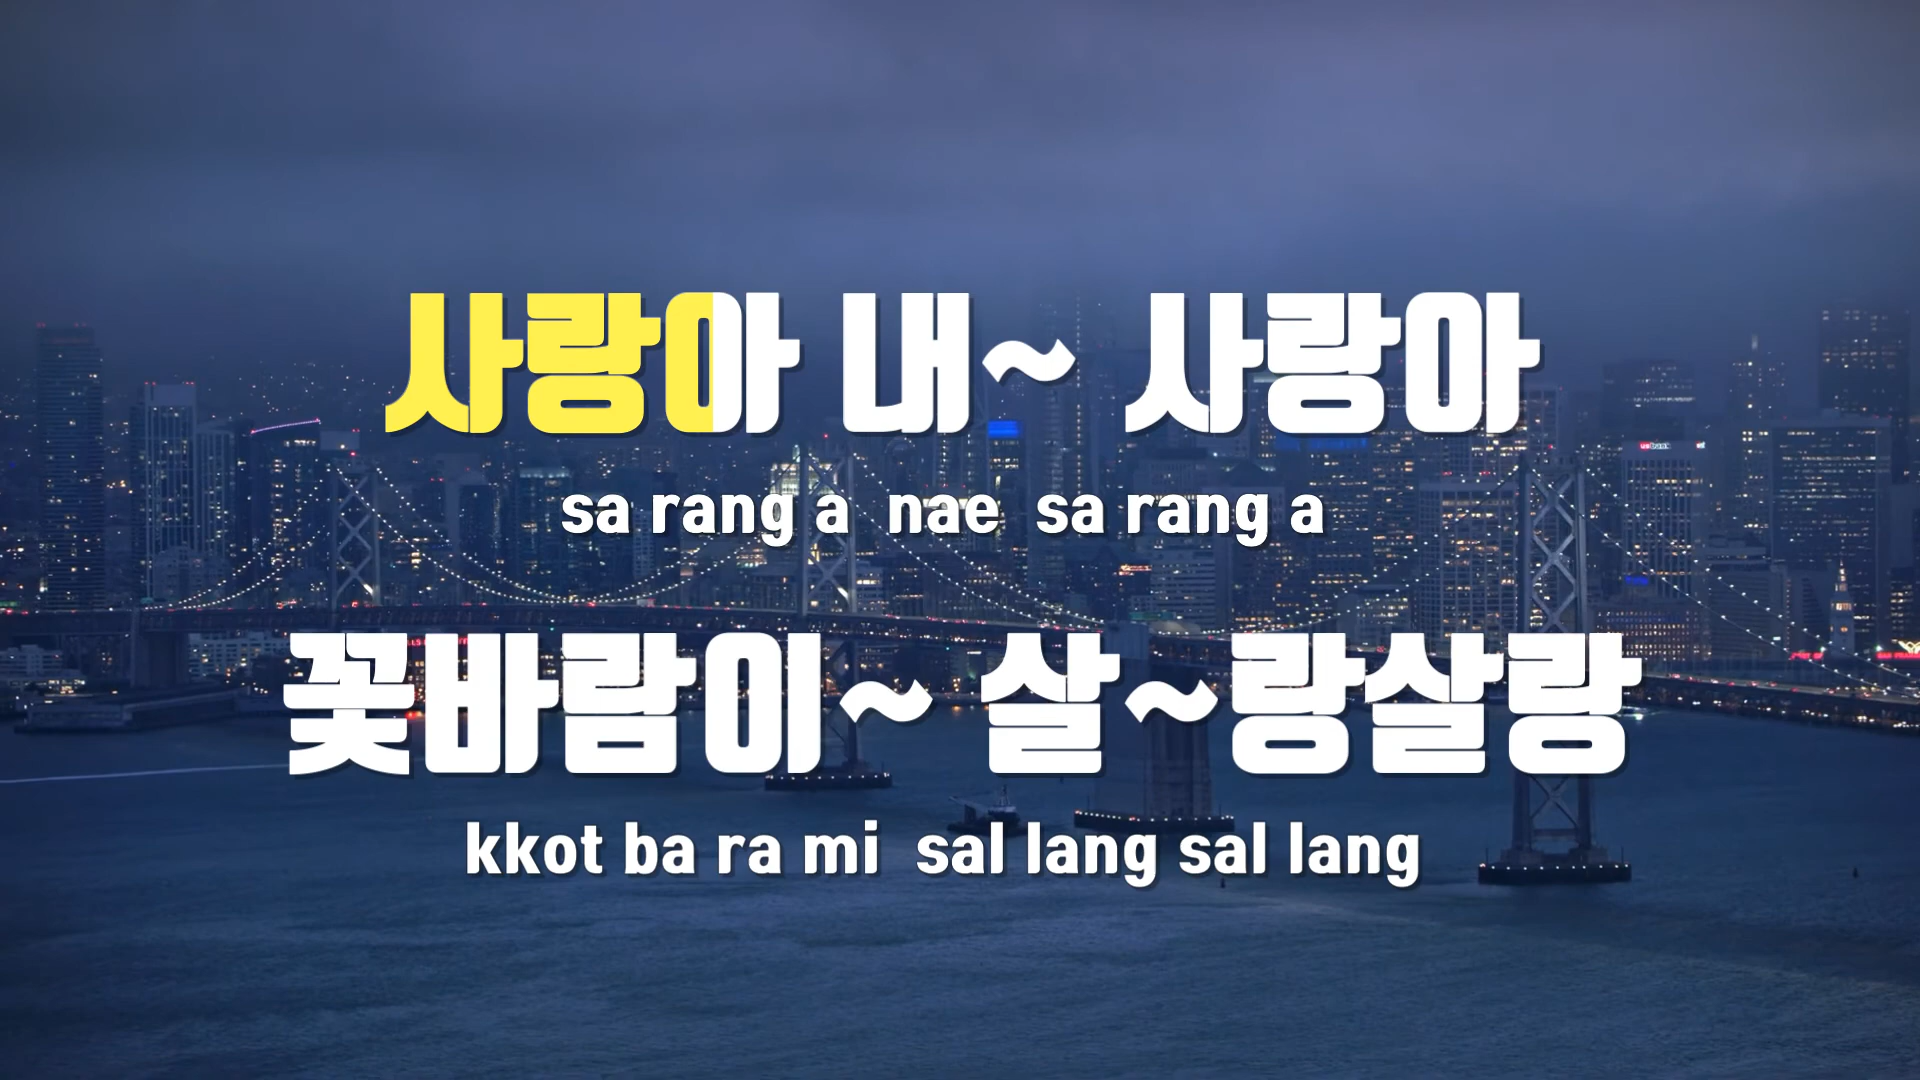 사랑아 내~ 사랑아
sa rang a nae sa rang a
꽃바람이~ 살~랑살랑
kkot ba ra mi sal lang sal lang
usbank